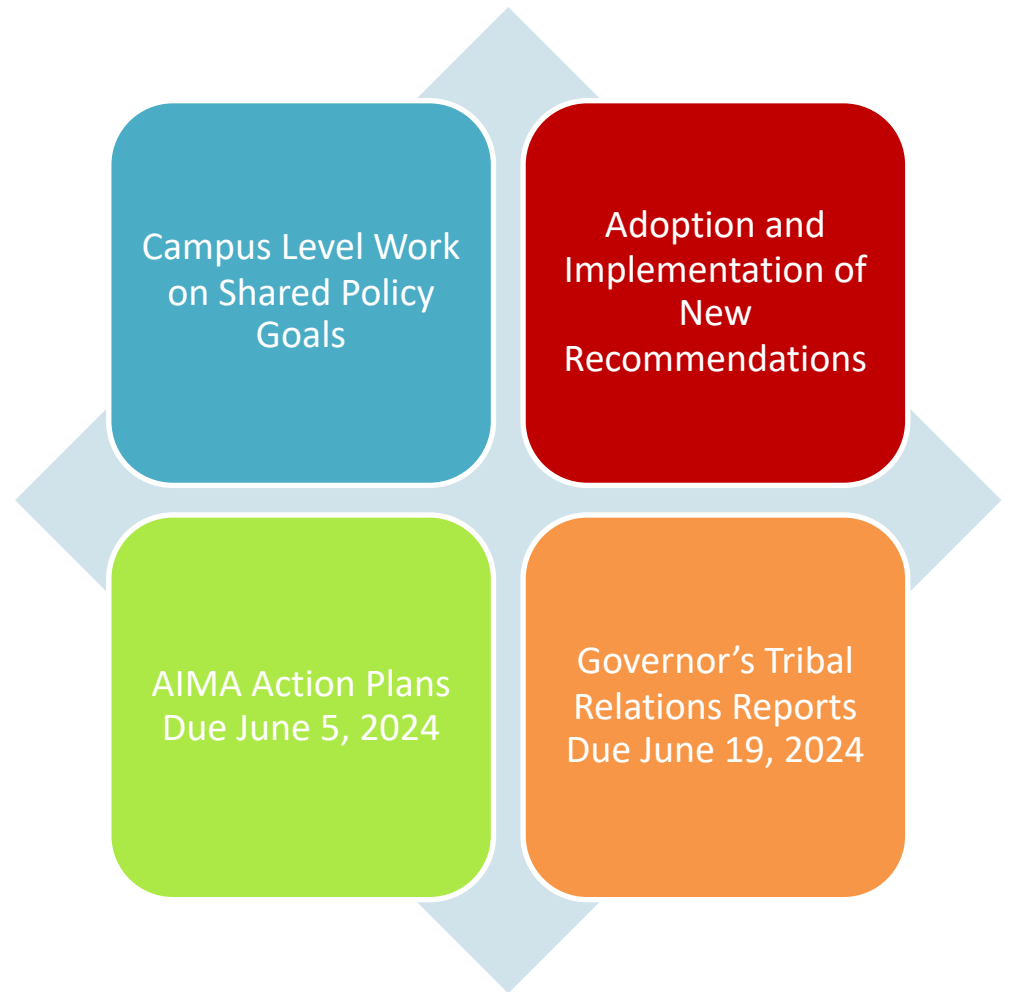 Campus Level Work
on Shared Policy
Goals
Adoption and
Implementation of
New
Recommendations
AIMA Action Plans
Due June 5, 2024
Governor’s Tribal
Relations Reports
Due June 19, 2024